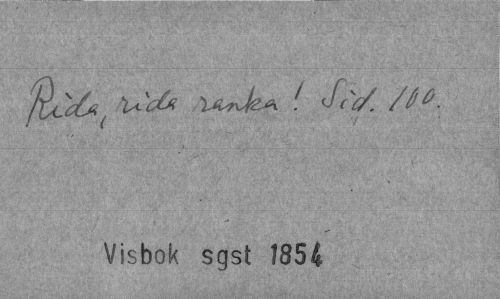 Rida, rida ranka! Sid. 100.
Visbok sgst 1854